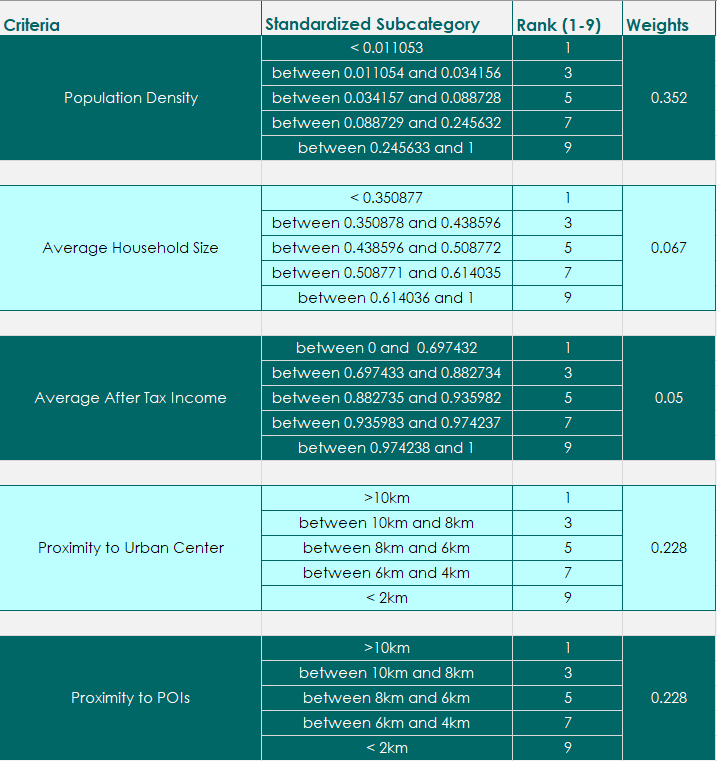 Criteria Standardized Subcategory Rank (1-9) Weights
< 0.011053 1
between 0.011054 and 0.034156 3
Population Density between 0.034157 and 0.088728 5 0.352
between 0.088729 and 0.245632 7
between 0.245633 and 1 9
< 0.350877 1
between 0.350878 and 0.438596 3
Average Household Size between 0.438596 and 0.508772 5 0.067
between 0.508771 and 0.614035 7
between 0.614036 and 1 9
between 0 and 0.697432 1
between 0.697433 and 0.882734 3
Average After Tax Income between 0.882735 and 0.935982 5 0.05
between 0.935983 and 0.974237 7
between 0.974238 and 1 9
>10km 1
between 10km and 8km 3
Proximity to Urban Center between 8km and 6km 5 0.228
between 6km and 4km 7
< 2km 9
>10km 1
between 10km and 8km 3
Proximity to POIs between 8km and 6km 5 0.228
between 6km and 4km 7
< 2km 9